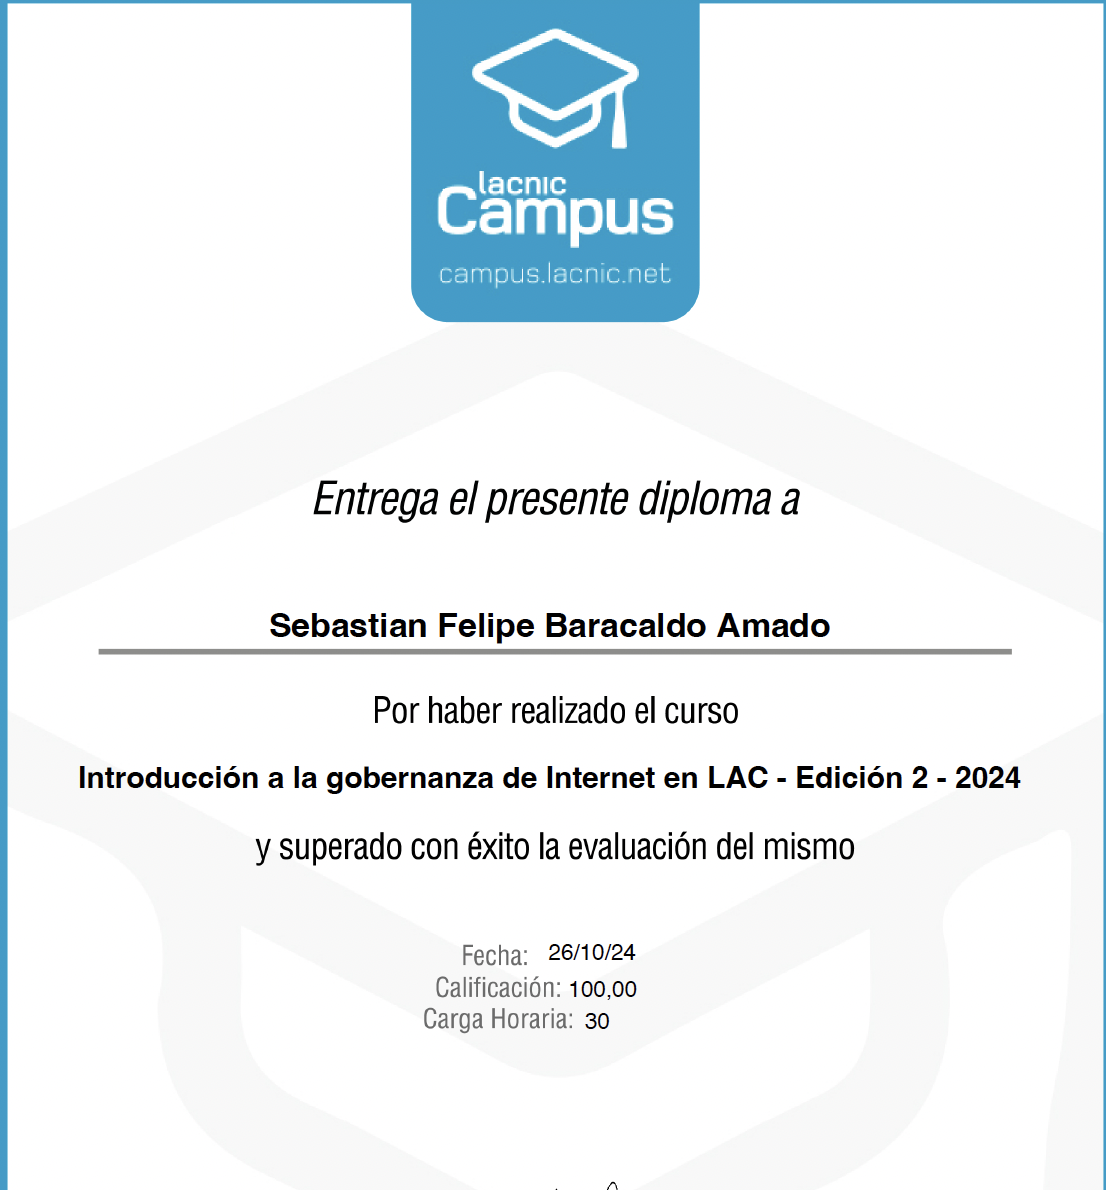 lacnic
Campus
campus.lacnic.net
Entrega el presente diploma a
Sebastian Felipe Baracaldo Amado
Por haber realizado el curso
Introducción a la gobernanza de Internet en LAC - Edición 2 - 2024
y superado con éxito la evaluación del mismo
Fecha: 26/10/24
Calificación: 100,00
Carga Horaria: 30